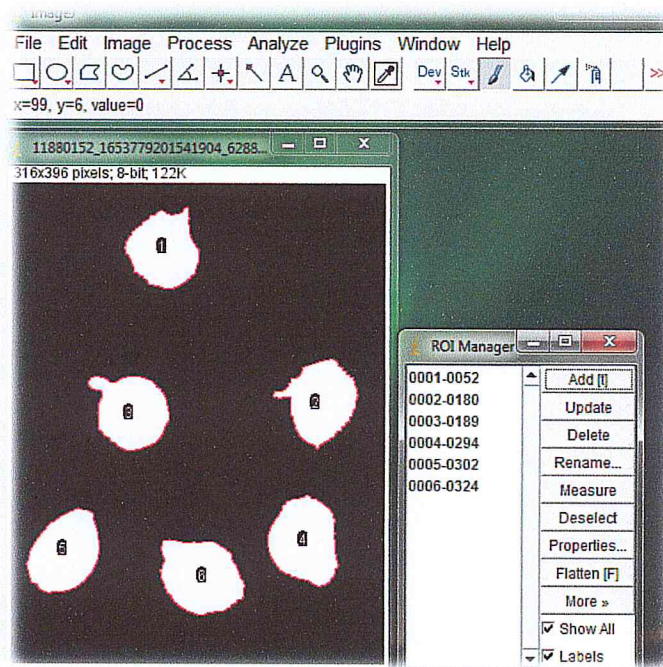 ImageJ
File Edit Image Process Analyze Plugins Window Help
A Dev Stk >>
x=99, y=6, value=0
11880152_1653779201541904_6288...
316x396 pixels; 8-bit; 122K
1
3
2
5
6
4
ROI Manager
0001-0052
0002-0180
0003-0189
0004-0294
0005-0302
0006-0324
Add [t]
Update
Delete
Rename...
Measure
Deselect
Properties...
Flatten [F]
More »
Show All
Labels